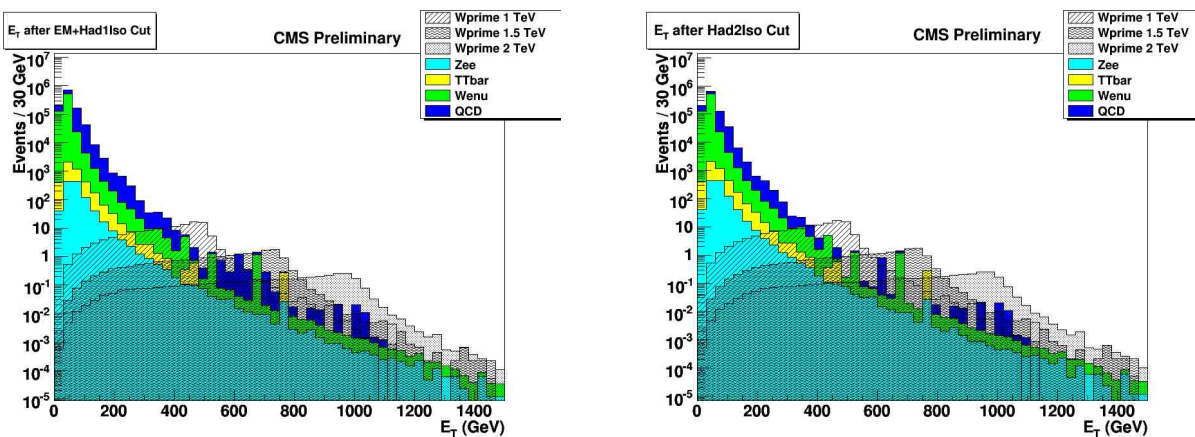 E_T after EM+Had1Iso Cut
CMS Preliminary
Wprime 1 TeV
Wprime 1.5 TeV
Wprime 2 TeV
Zee
TTbar
Wenu
QCD
Events / 30 GeV
10^7
10^6
10^5
10^4
10^3
10^2
10
1
10^-1
10^-2
10^-3
10^-4
10^-5
0 200 400 600 800 1000 1200 1400
E_T (GeV)
E_T after Had2Iso Cut
CMS Preliminary
Wprime 1 TeV
Wprime 1.5 TeV
Wprime 2 TeV
Zee
TTbar
Wenu
QCD
Events / 30 GeV
10^7
10^6
10^5
10^4
10^3
10^2
10
1
10^-1
10^-2
10^-3
10^-4
10^-5
0 200 400 600 800 1000 1200 1400
E_T (GeV)